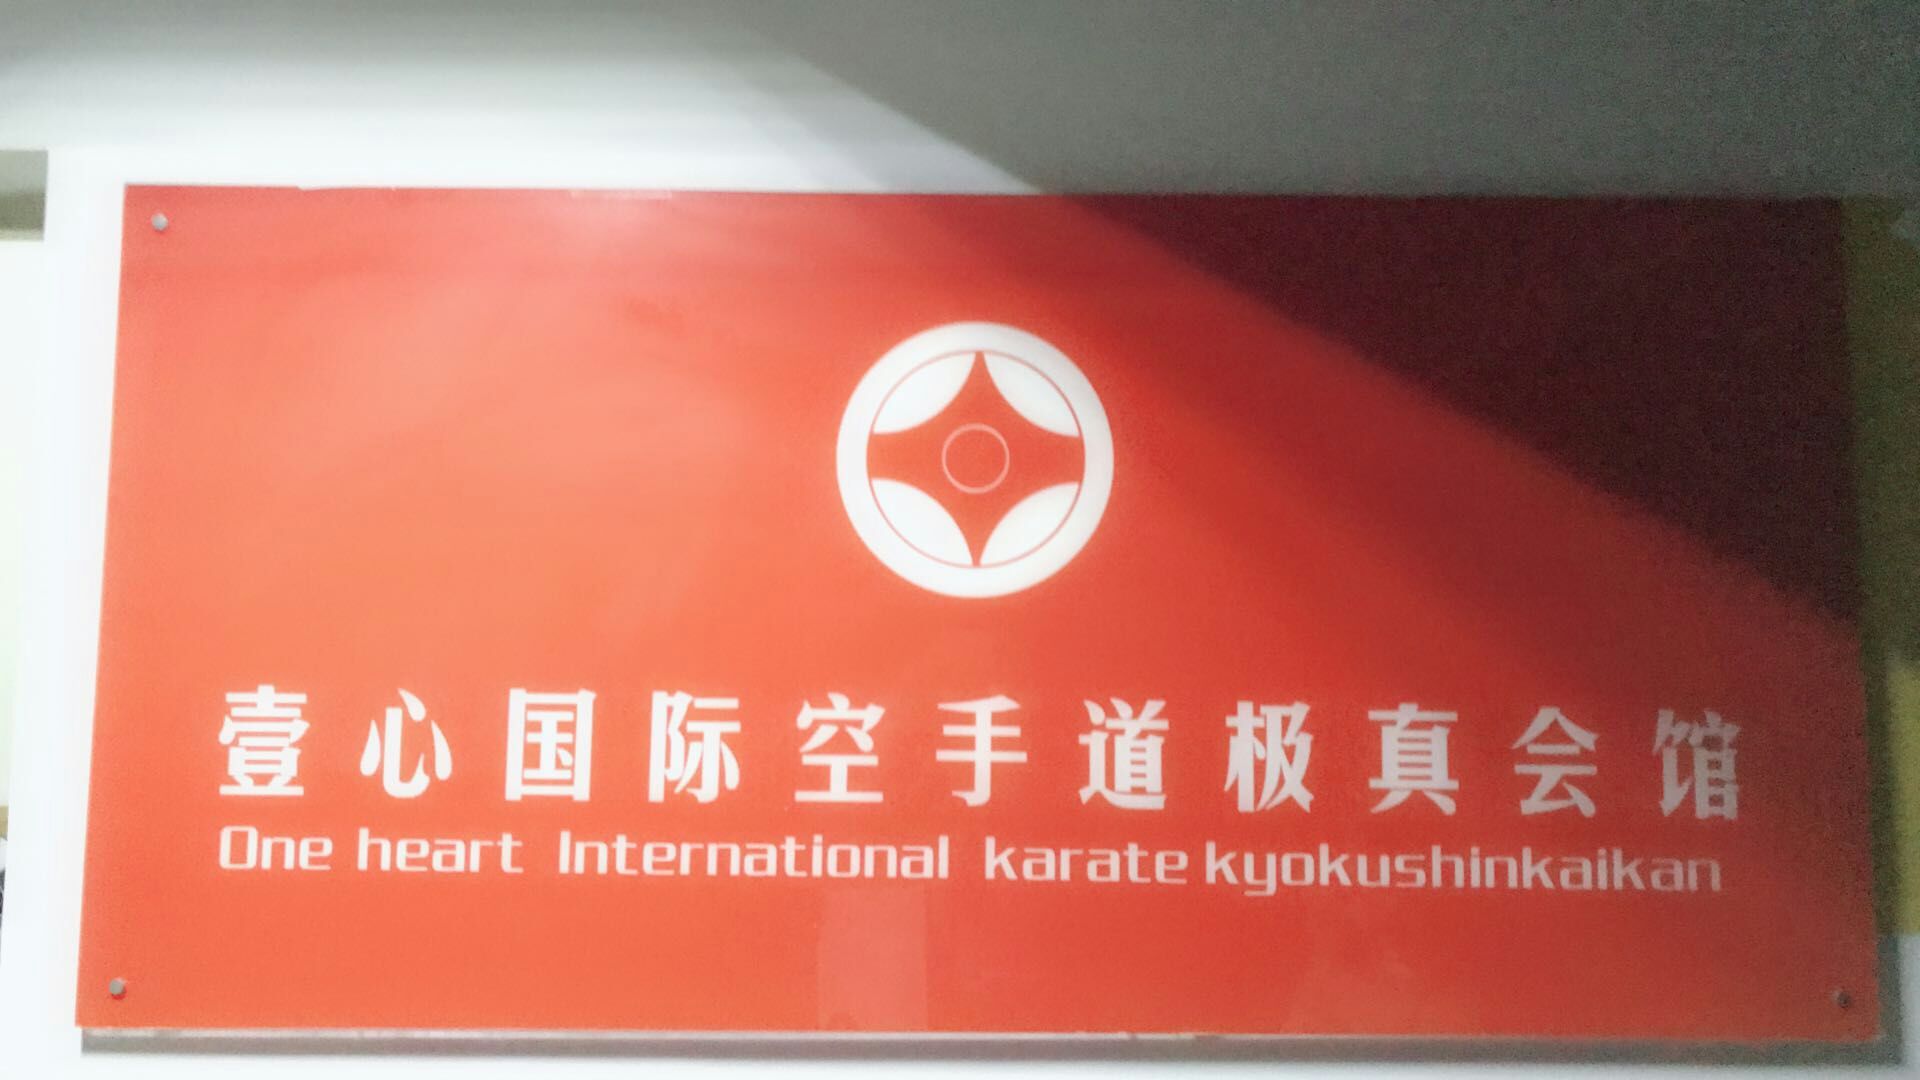 壹心国际空手道极真会馆
One heart International karate kyokushinkaikan